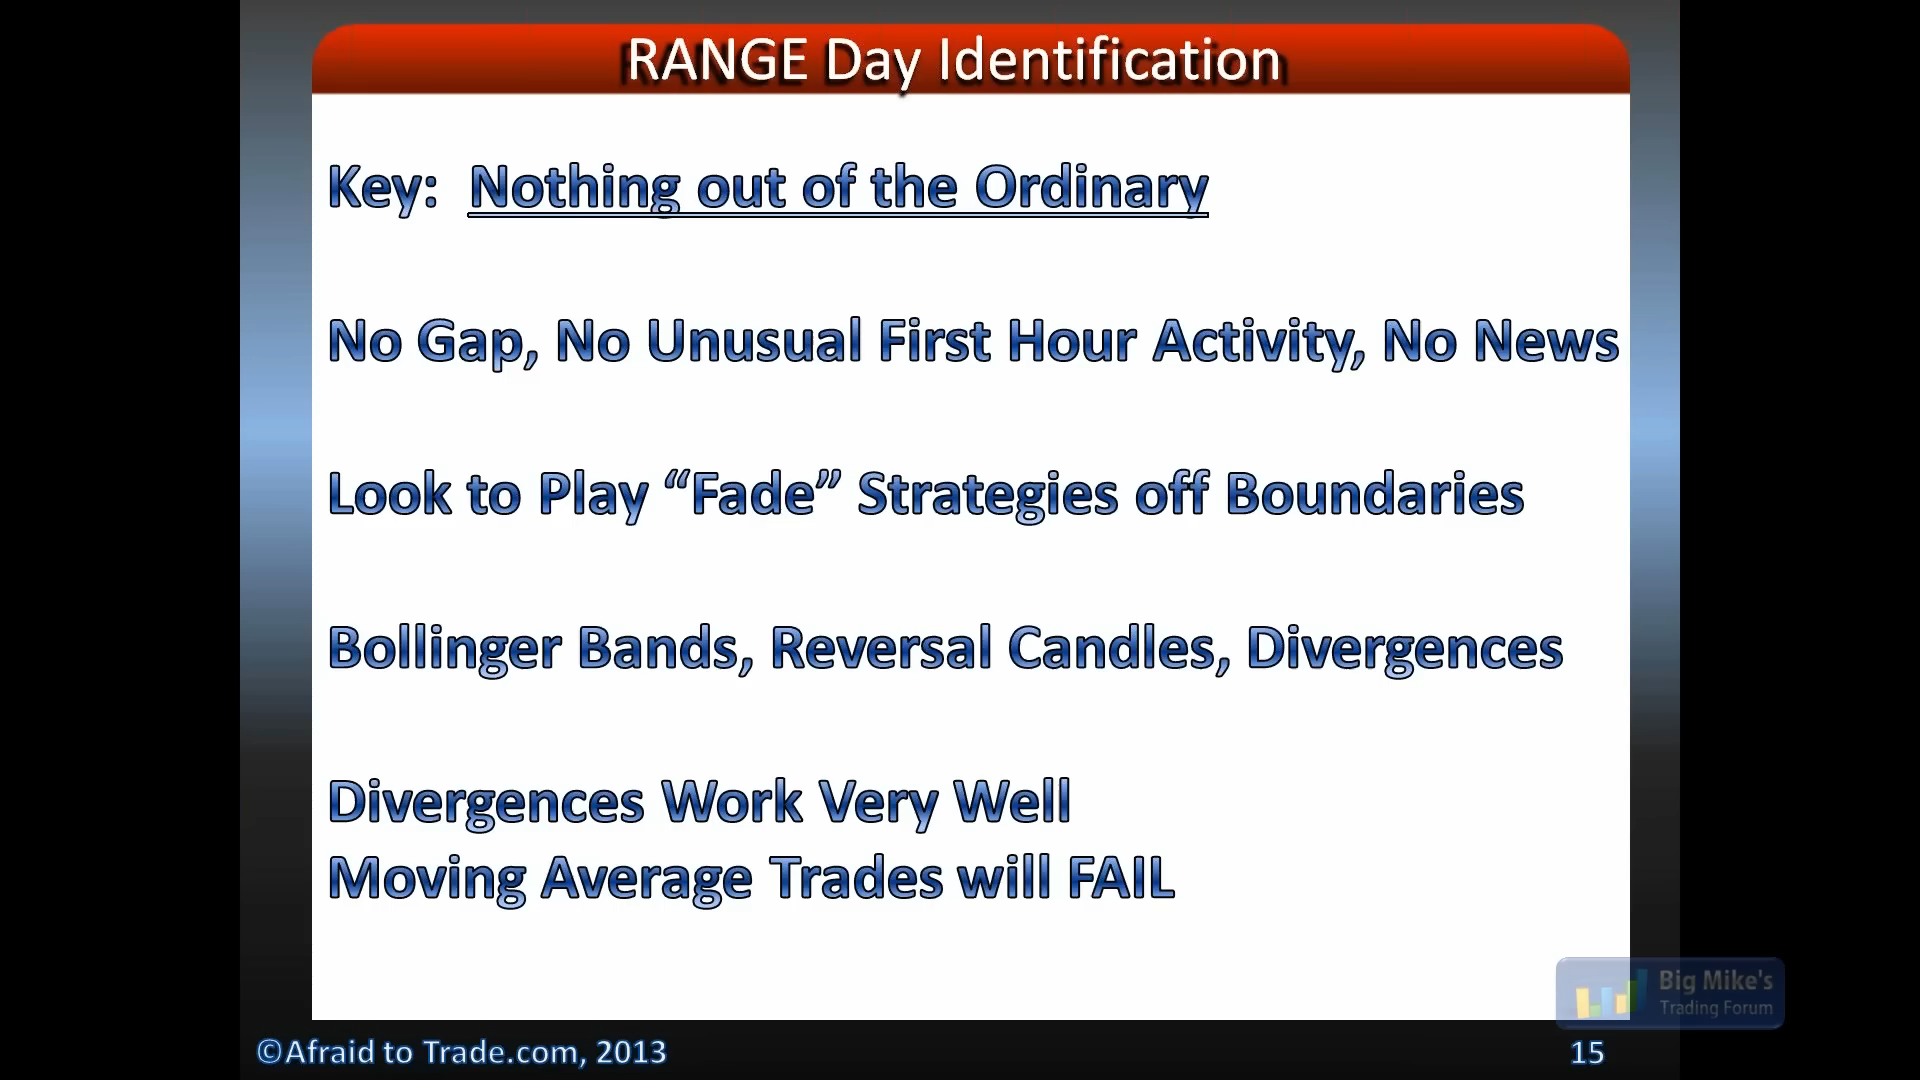 RANGE Day Identification
Key: Nothing out of the Ordinary
No Gap, No Unusual First Hour Activity, No News
Look to Play “Fade” Strategies off Boundaries
Bollinger Bands, Reversal Candles, Divergences
Divergences Work Very Well
Moving Average Trades will FAIL
Big Mike's
Trading Forum
©Afraid to Trade.com, 2013
15